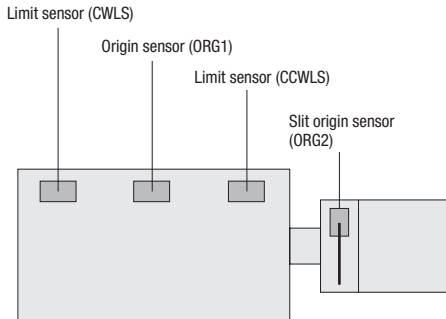 Limit sensor (CWLS)
Origin sensor (ORG1)
Limit sensor (CCWLS)
Slit origin sensor
(ORG2)